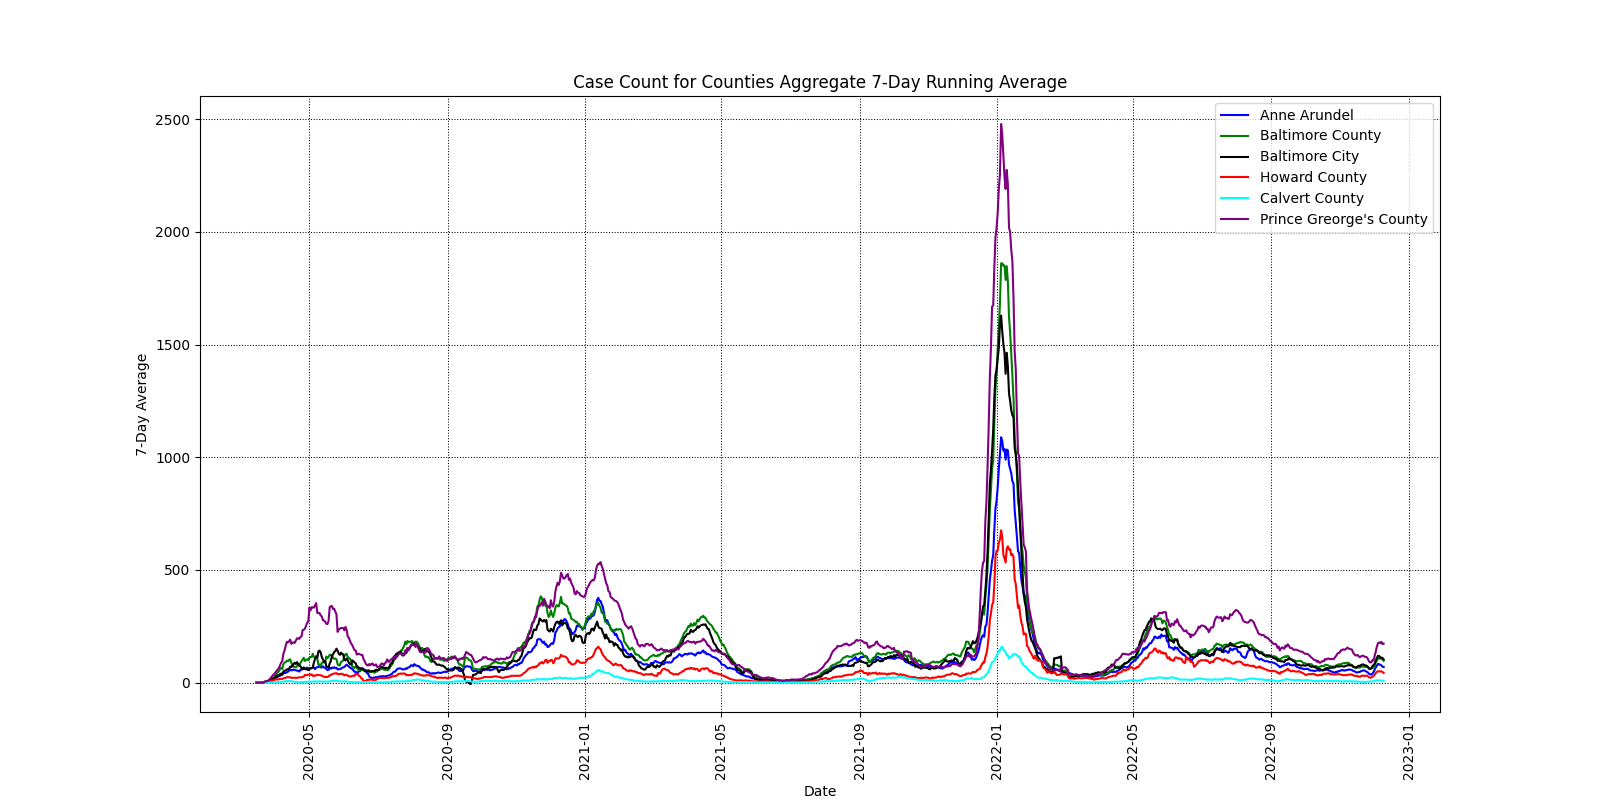 Case Count for Counties Aggregate 7-Day Running Average
2500
2000
1500
1000
500
0
7-Day Average
Anne Arundel
Baltimore County
Baltimore City
Howard County
Calvert County
Prince Greorge's County
2020-05
2020-09
2021-01
2021-05
2021-09
2022-01
2022-05
2022-09
2023-01
Date